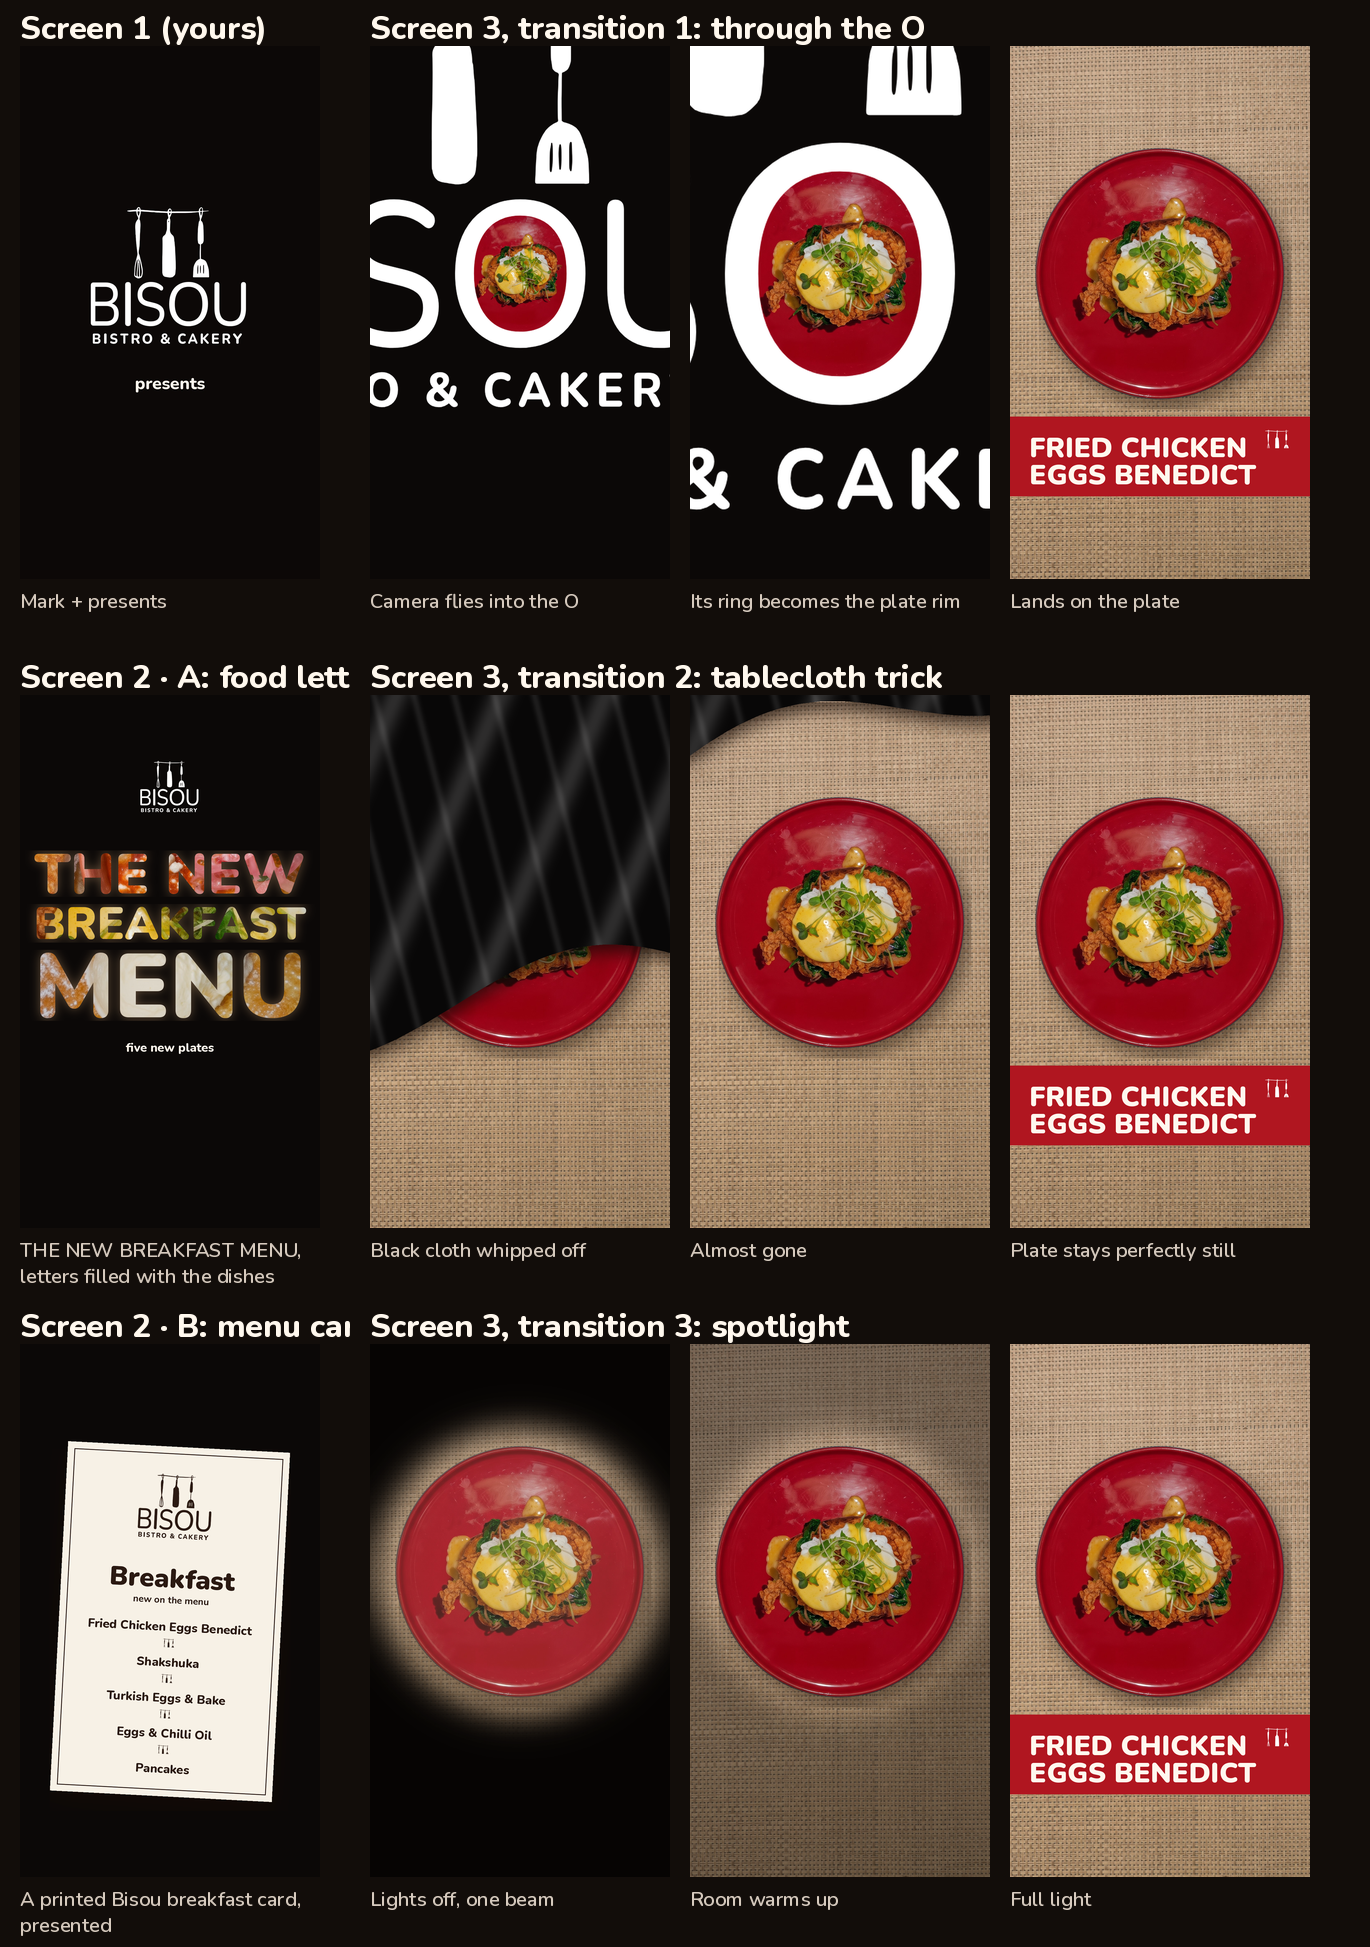 Screen 1 (yours)
BISOU
BISTRO & CAKERY
presents
Mark + presents
Screen 3, transition 1: through the O
SOU
O & CAKER
Camera flies into the O
O
& CAKE
Its ring becomes the plate rim
FRIED CHICKEN
EGGS BENEDICT
Lands on the plate
Screen 2 · A: food lett
BISOU
BISTRO & CAKERY
THE NEW
BREAKFAST
MENU
five new plates
THE NEW BREAKFAST MENU,
letters filled with the dishes
Screen 3, transition 2: tablecloth trick
Black cloth whipped off
Almost gone
FRIED CHICKEN
EGGS BENEDICT
Plate stays perfectly still
Screen 2 · B: menu car
BISOU
BISTRO & CAKERY
Breakfast
new on the menu
Fried Chicken Eggs Benedict
Shakshuka
Turkish Eggs & Bake
Eggs & Chilli Oil
Pancakes
A printed Bisou breakfast card,
presented
Screen 3, transition 3: spotlight
Lights off, one beam
Room warms up
FRIED CHICKEN
EGGS BENEDICT
Full light